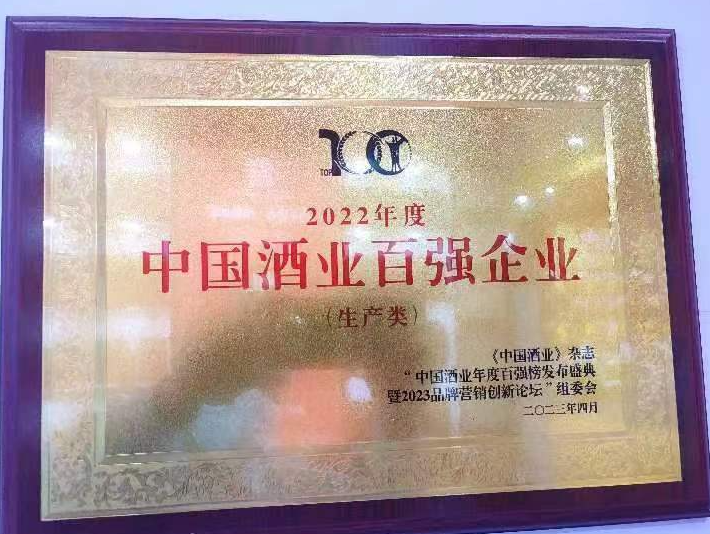 TOP100
2022年度
中国酒业百强企业
(生产类)
《中国酒业》杂志
“中国酒业年度百强榜发布盛典
暨2023品牌营销创新论坛”组委会
二〇二三年四月